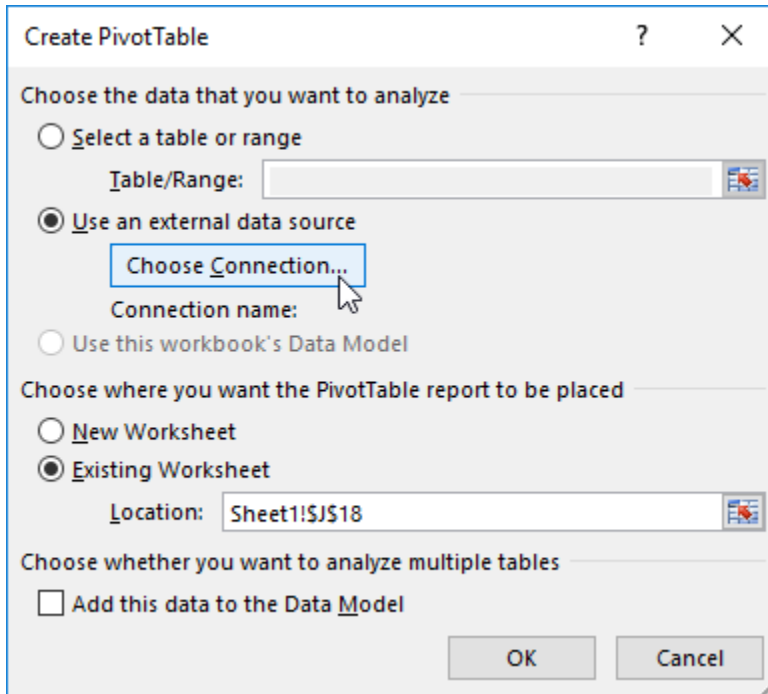 Create PivotTable ?
Choose the data that you want to analyze
Select a table or range
Table/Range:
Use an external data source
Choose Connection...
Connection name:
Use this workbook's Data Model
Choose where you want the PivotTable report to be placed
New Worksheet
Existing Worksheet
Location: Sheet1!$J$18
Choose whether you want to analyze multiple tables
Add this data to the Data Model
OK Cancel